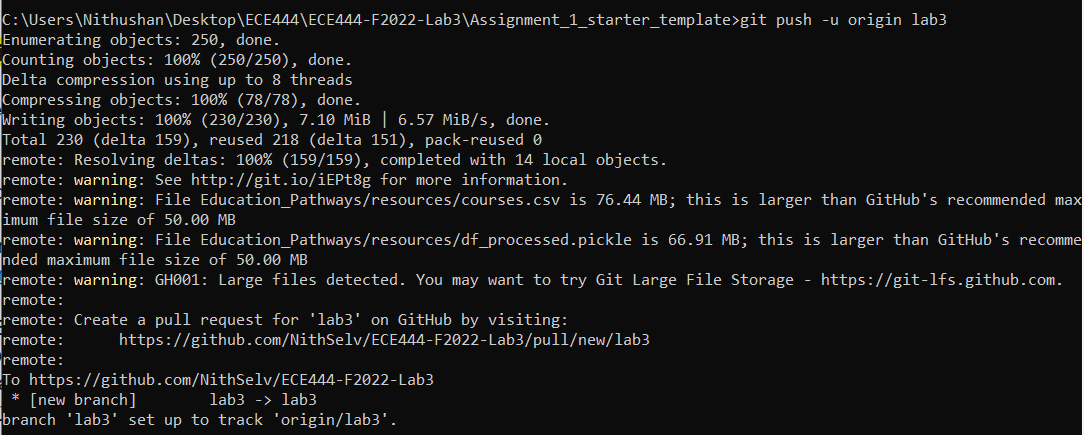 C:\Users\Nithushan\Desktop\ECE444\ECE444-F2022-Lab3\Assignment_1_starter_template>git push -u origin lab3
Enumerating objects: 250, done.
Counting objects: 100% (250/250), done.
Delta compression using up to 8 threads
Compressing objects: 100% (78/78), done.
Writing objects: 100% (230/230), 7.10 MiB | 6.57 MiB/s, done.
Total 230 (delta 159), reused 218 (delta 151), pack-reused 0
remote: Resolving deltas: 100% (159/159), completed with 14 local objects.
remote: warning: See http://git.io/iEPt8g for more information.
remote: warning: File Education_Pathways/resources/courses.csv is 76.44 MB; this is larger than GitHub's recommended max
imum file size of 50.00 MB
remote: warning: File Education_Pathways/resources/df_processed.pickle is 66.91 MB; this is larger than GitHub's recomme
nded maximum file size of 50.00 MB
remote: warning: GH001: Large files detected. You may want to try Git Large File Storage - https://git-lfs.github.com.
remote:
remote: Create a pull request for 'lab3' on GitHub by visiting:
remote:      https://github.com/NithSelv/ECE444-F2022-Lab3/pull/new/lab3
remote:
To https://github.com/NithSelv/ECE444-F2022-Lab3
 * [new branch]      lab3 -> lab3
branch 'lab3' set up to track 'origin/lab3'.